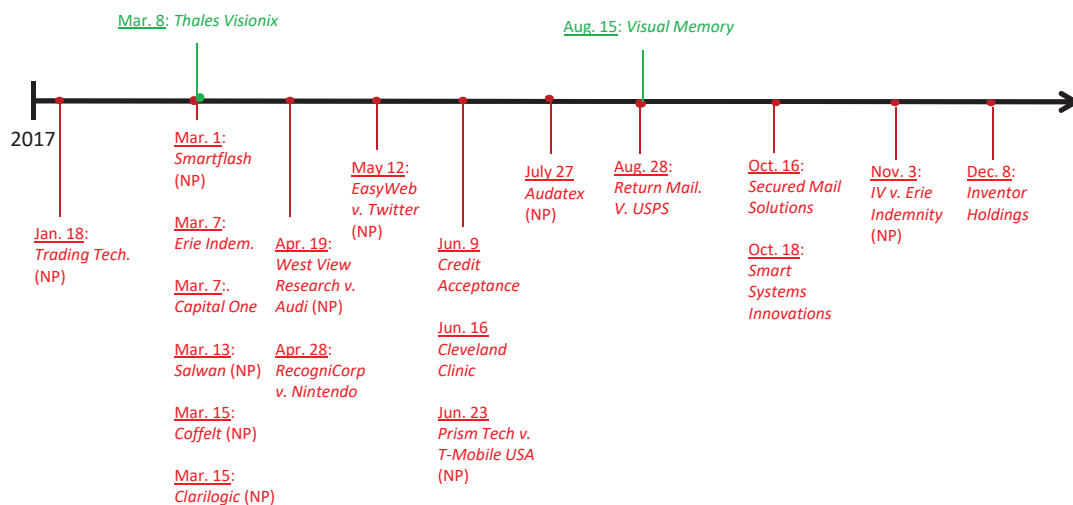 Mar. 8: Thales Visionix
Aug. 15: Visual Memory
2017
Jan. 18:
Trading Tech.
(NP)
Mar. 1:
Smartflash
(NP)
Mar. 7:
Erie Indem.
Mar. 7:.
Capital One
Mar. 13:
Salwan (NP)
Mar. 15:
Coffelt (NP)
Mar. 15:
Clarilogic (NP)
Apr. 19:
West View
Research v.
Audi (NP)
Apr. 28:
RecogniCorp
v. Nintendo
May 12:
EasyWeb
v. Twitter
(NP)
Jun. 9
Credit
Acceptance
Jun. 16
Cleveland
Clinic
Jun. 23
Prism Tech v.
T-Mobile USA
(NP)
July 27
Audatex
(NP)
Aug. 28:
Return Mail.
V. USPS
Oct. 16:
Secured Mail
Solutions
Oct. 18:
Smart
Systems
Innovations
Nov. 3:
IV v. Erie
Indemnity
(NP)
Dec. 8:
Inventor
Holdings